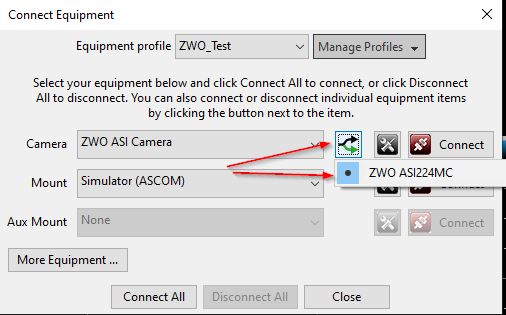 Connect Equipment
Equipment profile ZWO_Test Manage Profiles
Select your equipment below and click Connect All to connect, or click Disconnect
All to disconnect. You can also connect or disconnect individual equipment items
by clicking the button next to the item.
Camera ZWO ASI Camera Connect
ZWO ASI224MC
Mount Simulator (ASCOM)
Aux Mount None Connect
More Equipment ...
Connect All Disconnect All Close